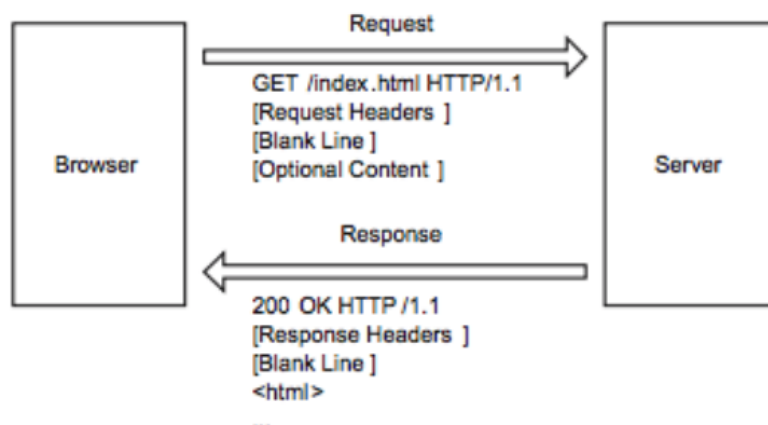 Request
GET /index.html HTTP/1.1
[Request Headers ]
[Blank Line ]
[Optional Content ]
Browser
Server
Response
200 OK HTTP /1.1
[Response Headers ]
[Blank Line ]
<html>
...